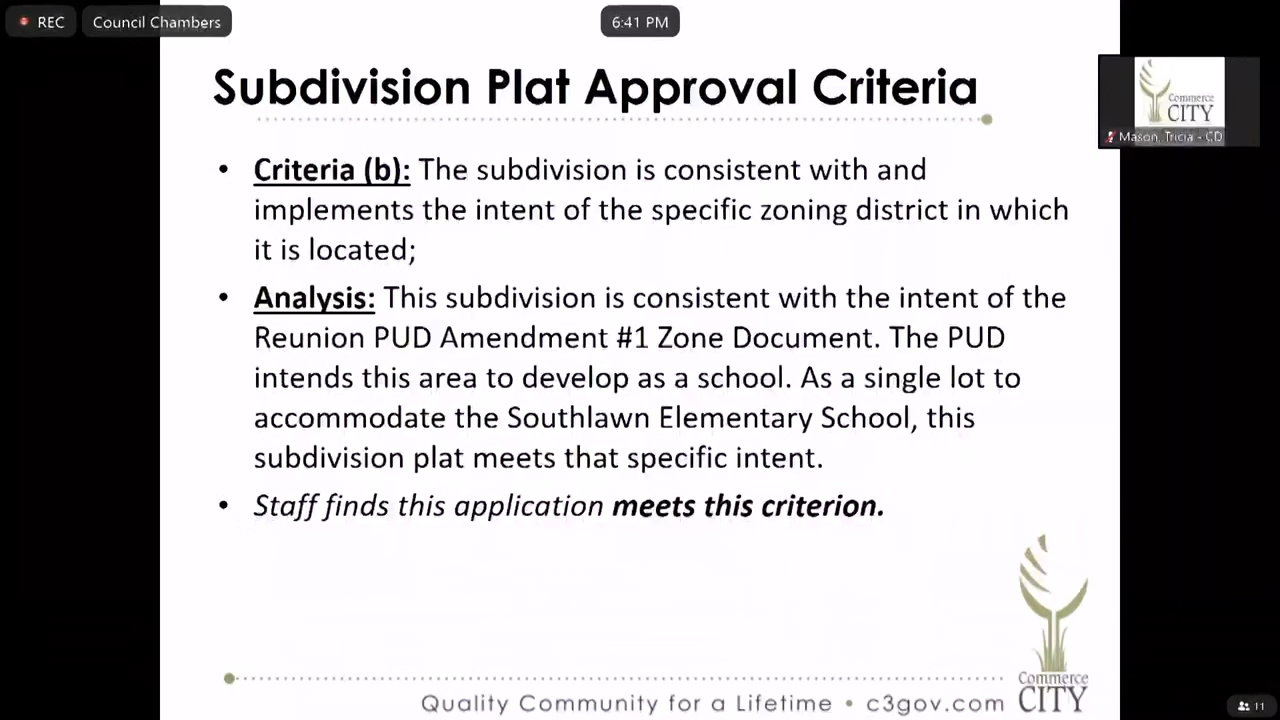 REC
Council Chambers
6:41 PM
Subdivision Plat Approval Criteria
Commerce
CITY
Mason, Tricia - CD
• Criteria (b): The subdivision is consistent with and
implements the intent of the specific zoning district in which
it is located;
• Analysis: This subdivision is consistent with the intent of the
Reunion PUD Amendment #1 Zone Document. The PUD
intends this area to develop as a school. As a single lot to
accommodate the Southlawn Elementary School, this
subdivision plat meets that specific intent.
• Staff finds this application meets this criterion.
Commerce
CITY
Quality Community for a Lifetime • c3gov.com
11